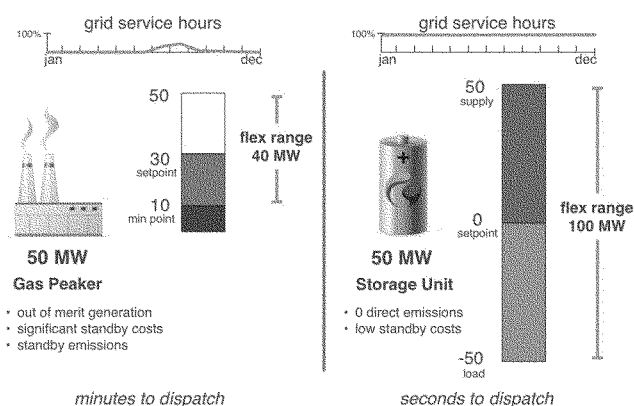 grid service hours
100%
jan
dec
50
30
setpoint
10
min point
flex range
40 MW
50 MW
Gas Peaker
• out of merit generation
• significant standby costs
• standby emissions
minutes to dispatch
grid service hours
100%
jan
dec
50
supply
0
setpoint
-50
load
flex range
100 MW
+
50 MW
Storage Unit
• 0 direct emissions
• low standby costs
seconds to dispatch